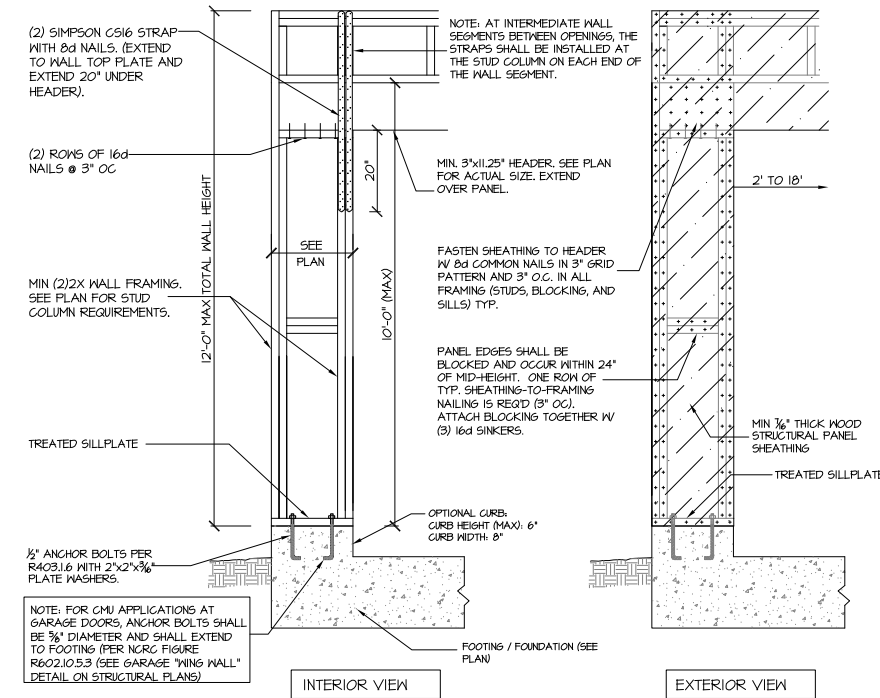 (2) SIMPSON CS16 STRAP
WITH 8d NAILS. (EXTEND
TO WALL TOP PLATE AND
EXTEND 20" UNDER
HEADER).
(2) ROWS OF 16d
NAILS @ 3" OC
12'-0" MAX TOTAL WALL HEIGHT
MIN (2)2X WALL FRAMING.
SEE PLAN FOR STUD
COLUMN REQUIREMENTS.
TREATED SILLPLATE
½" ANCHOR BOLTS PER
R403.1.6 WITH 2"x2"x3/16"
PLATE WASHERS.
NOTE: FOR CMU APPLICATIONS AT
GARAGE DOORS, ANCHOR BOLTS SHALL
BE ⅝" DIAMETER AND SHALL EXTEND
TO FOOTING (PER NCRC FIGURE
R602.10.5.3 (SEE GARAGE "WING WALL"
DETAIL ON STRUCTURAL PLANS)
SEE
PLAN
20"
10'-0" (MAX)
NOTE: AT INTERMEDIATE WALL
SEGMENTS BETWEEN OPENINGS, THE
STRAPS SHALL BE INSTALLED AT
THE STUD COLUMN ON EACH END OF
THE WALL SEGMENT.
MIN. 3"x11.25" HEADER. SEE PLAN
FOR ACTUAL SIZE. EXTEND
OVER PANEL.
FASTEN SHEATHING TO HEADER
W/ 8d COMMON NAILS IN 3" GRID
PATTERN AND 3" O.C. IN ALL
FRAMING (STUDS, BLOCKING, AND
SILLS) TYP.
PANEL EDGES SHALL BE
BLOCKED AND OCCUR WITHIN 24"
OF MID-HEIGHT. ONE ROW OF
TYP. SHEATHING-TO-FRAMING
NAILING IS REQ'D (3" OC).
ATTACH BLOCKING TOGETHER W/
(3) 16d SINKERS.
OPTIONAL CURB:
CURB HEIGHT (MAX): 6"
CURB WIDTH: 8"
FOOTING / FOUNDATION (SEE
PLAN)
INTERIOR VIEW
2' TO 18'
MIN 7/16" THICK WOOD
STRUCTURAL PANEL
SHEATHING
TREATED SILLPLATE
EXTERIOR VIEW